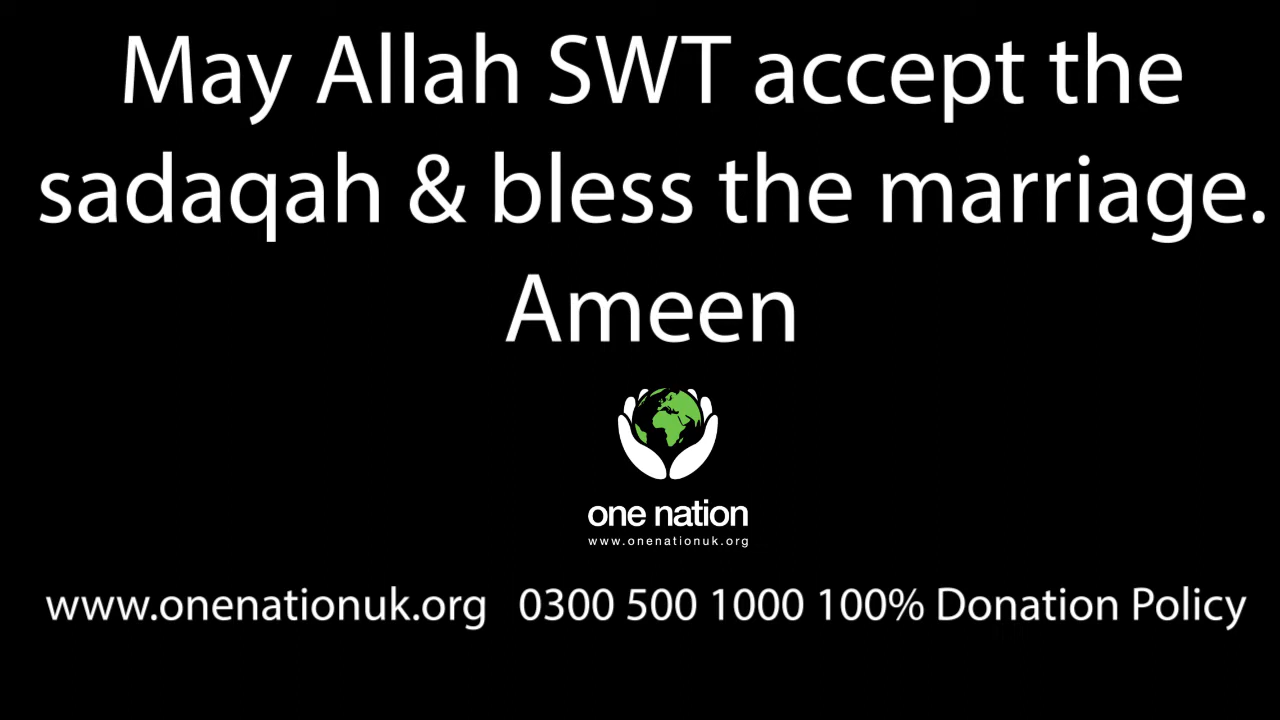 May Allah SWT accept the
sadaqah & bless the marriage.
Ameen
one nation
www.onenationuk.org
www.onenationuk.org 0300 500 1000 100% Donation Policy